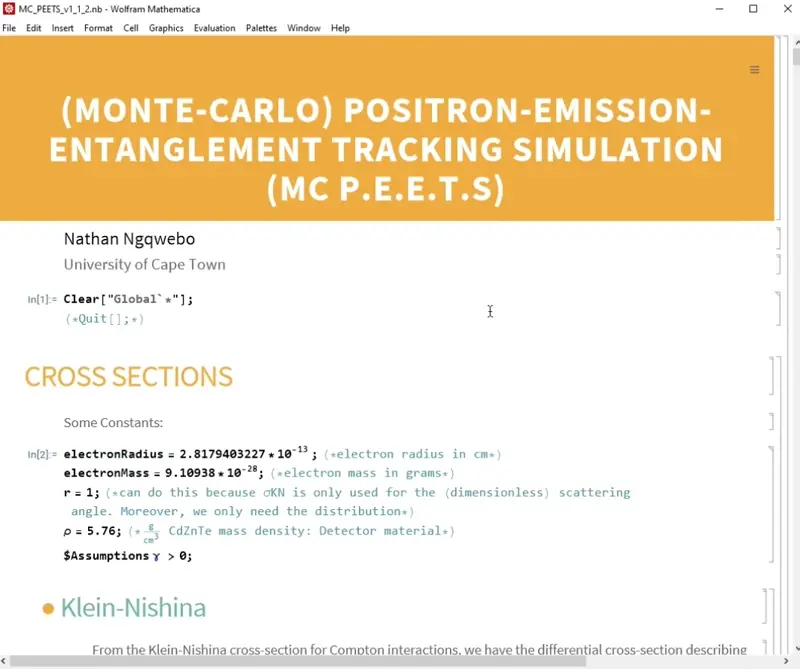 MC_PEETS_v1_1_2.nb - Wolfram Mathematica
File Edit Insert Format Cell Graphics Evaluation Palettes Window Help
(MONTE-CARLO) POSITRON-EMISSION-
ENTANGLEMENT TRACKING SIMULATION
(MC P.E.E.T.S)
Nathan Ngqwebo
University of Cape Town
In[1]:= Clear["Global`*"];
(*Quit[];*)
CROSS SECTIONS
Some Constants:
In[2]:= electronRadius = 2.8179403227*10^-13; (*electron radius in cm*)
electronMass = 9.10938*10^-28; (*electron mass in grams*)
r = 1; (*can do this because σKN is only used for the (dimensionless) scattering
angle. Moreover, we only need the distribution*)
ρ = 5.76; (* g/cm^3 CdZnTe mass density: Detector material*)
$Assumptions γ > 0;
Klein-Nishina
From the Klein-Nishina cross-section for Compton interactions, we have the differential cross-section describing